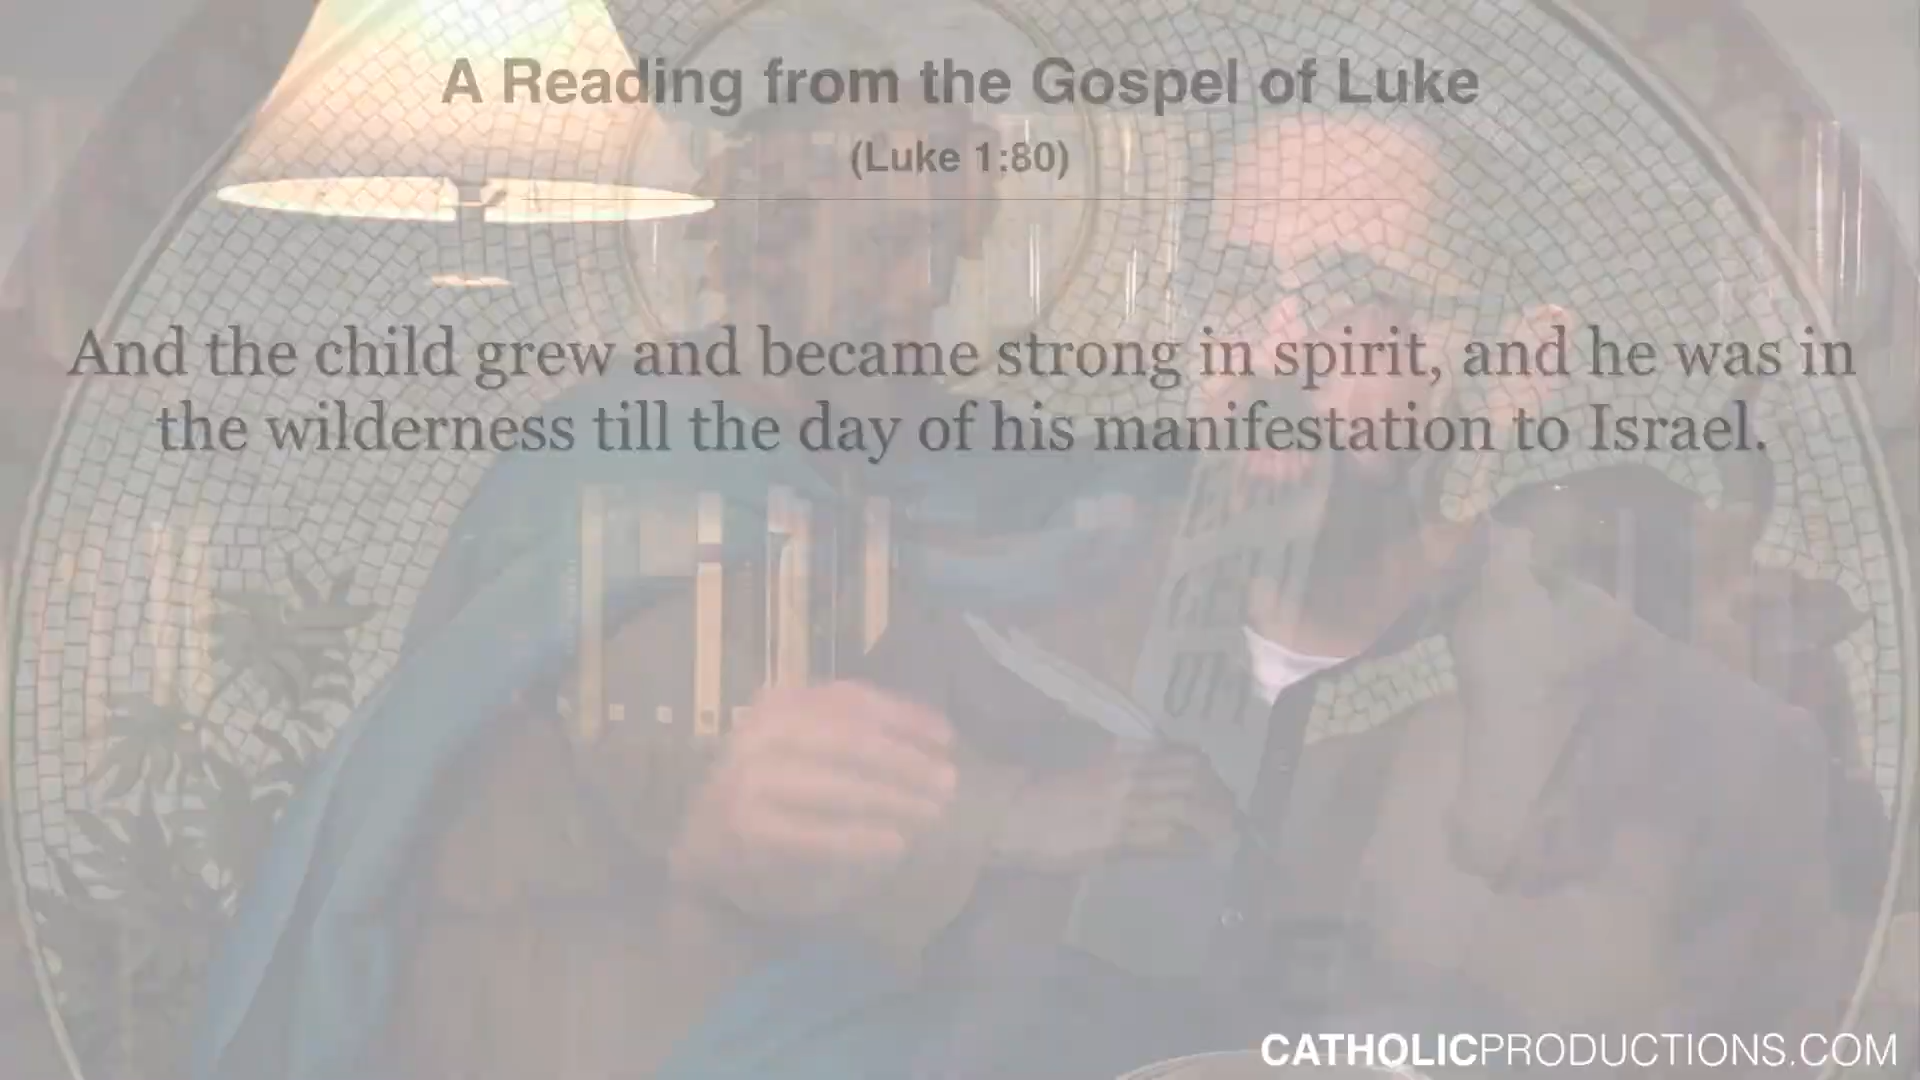 A Reading from the Gospel of Luke
(Luke 1:80)
And the child grew and became strong in spirit, and he was in
the wilderness till the day of his manifestation to Israel.
CATHOLICPRODUCTIONS.COM